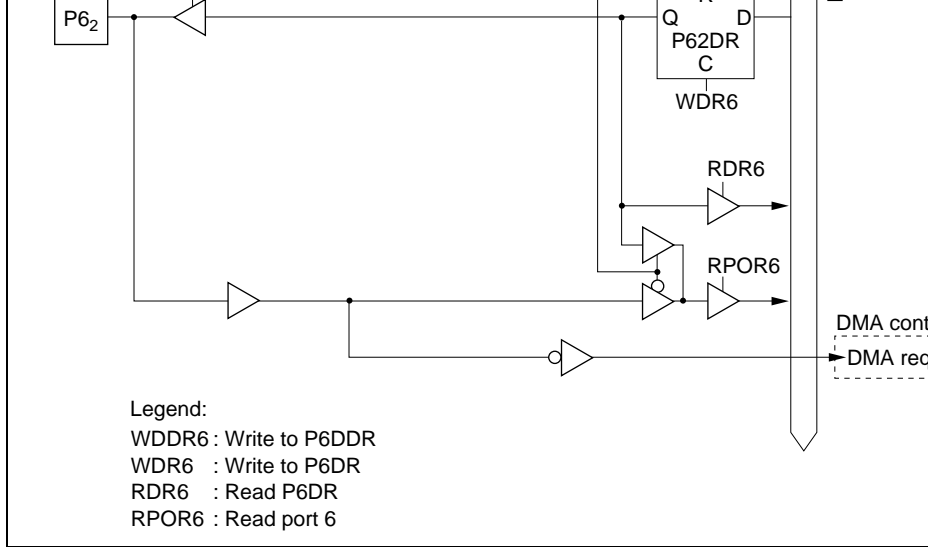 P62
Q D
P62DR
C
WDR6
RDR6
RPOR6
DMA cont
DMA req
Legend:
WDDR6 : Write to P6DDR
WDR6 : Write to P6DR
RDR6 : Read P6DR
RPOR6 : Read port 6